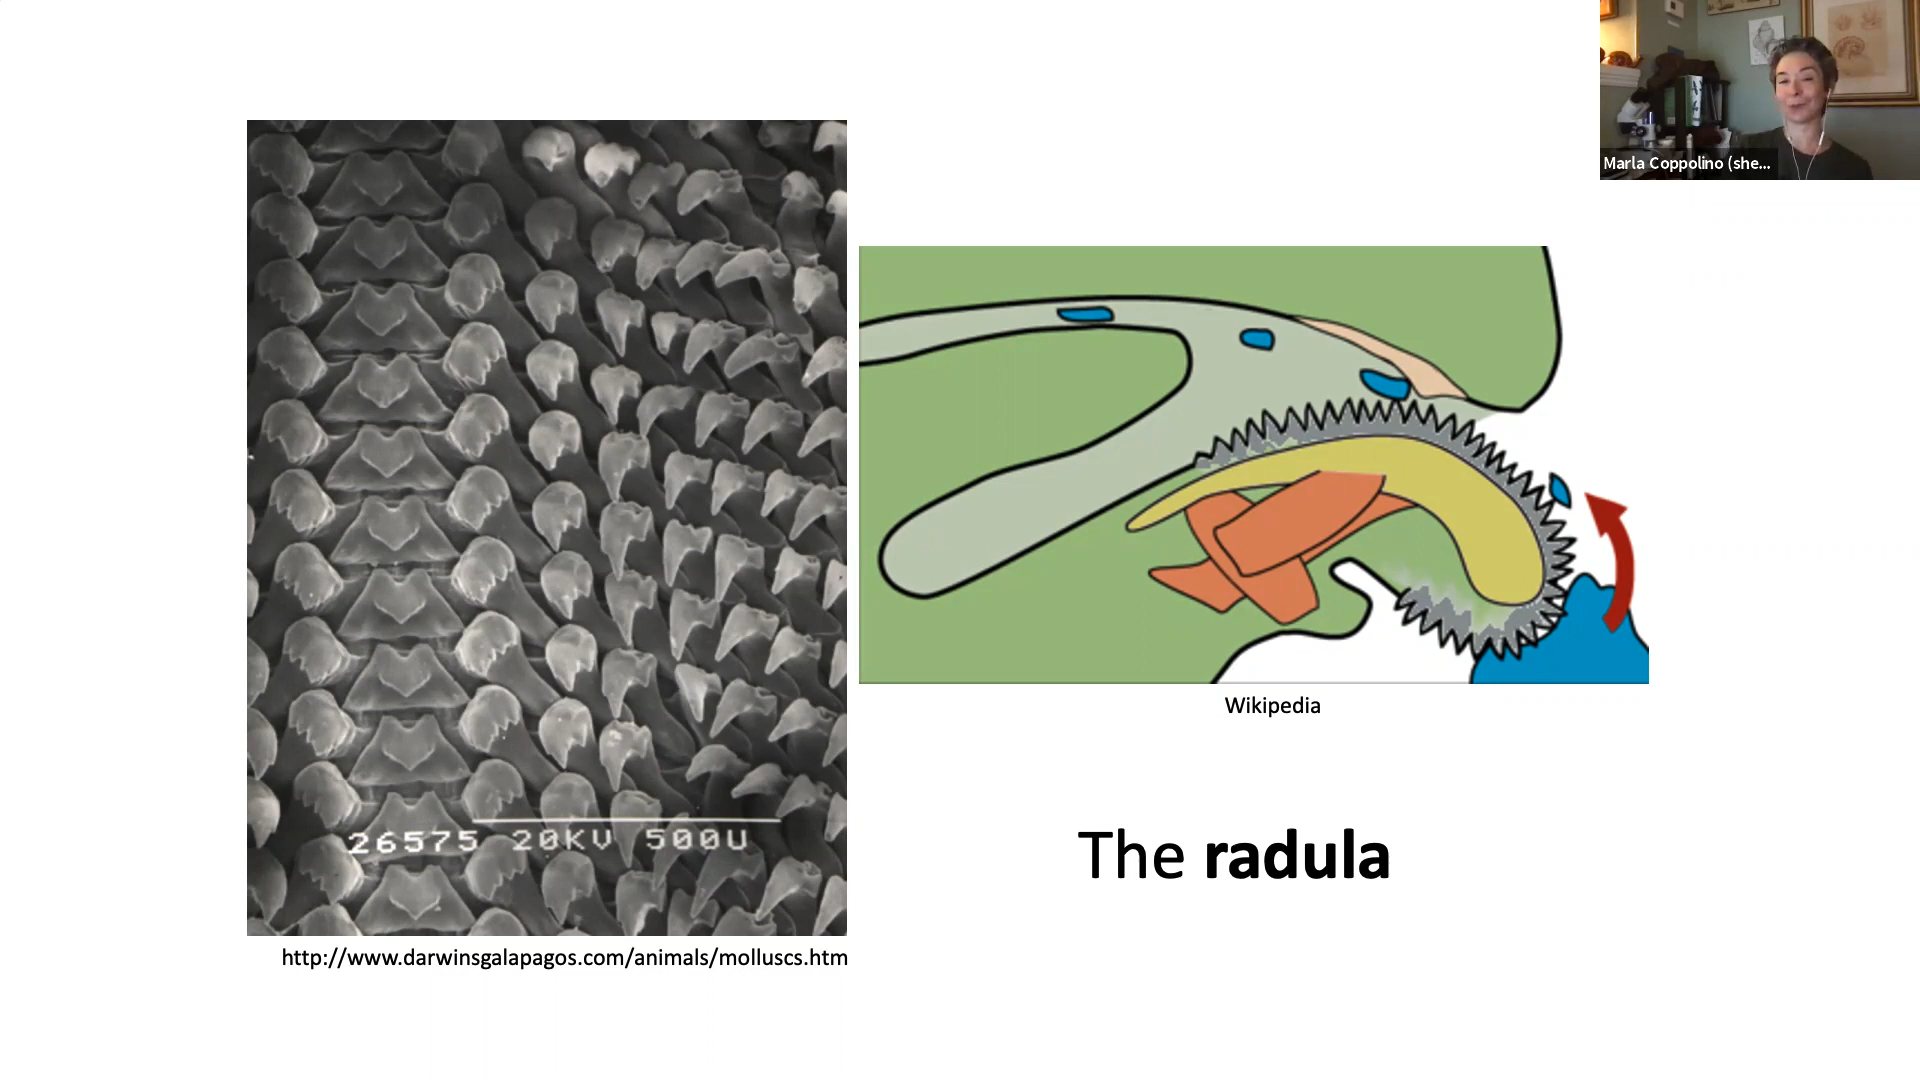 Marla Coppolino (she...
26575 20KV 500U
Wikipedia
The radula
http://www.darwinsgalapagos.com/animals/molluscs.htm